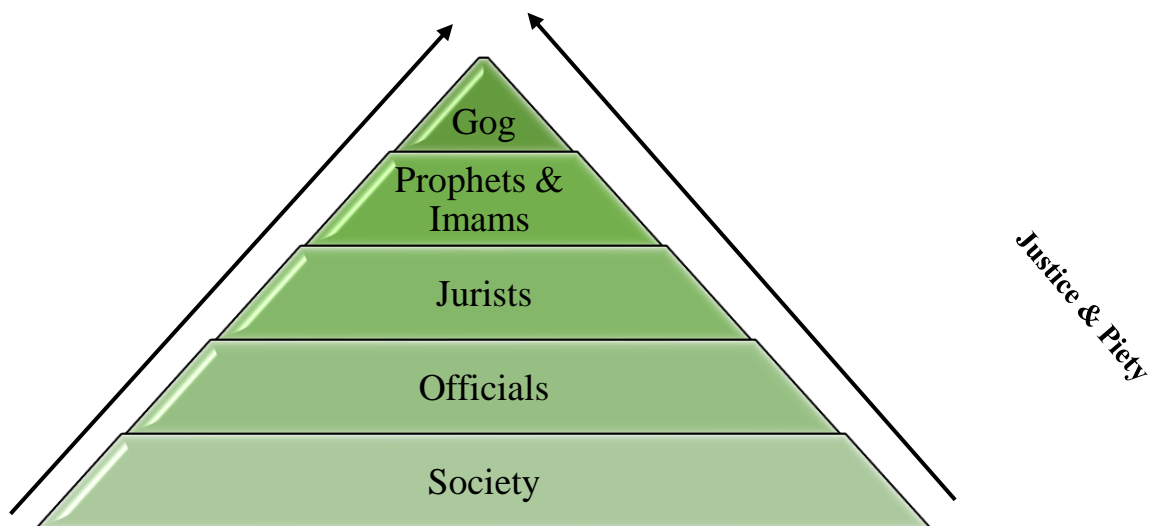 Gog
Prophets &
Imams
Jurists
Justice & Piety
Officials
Society